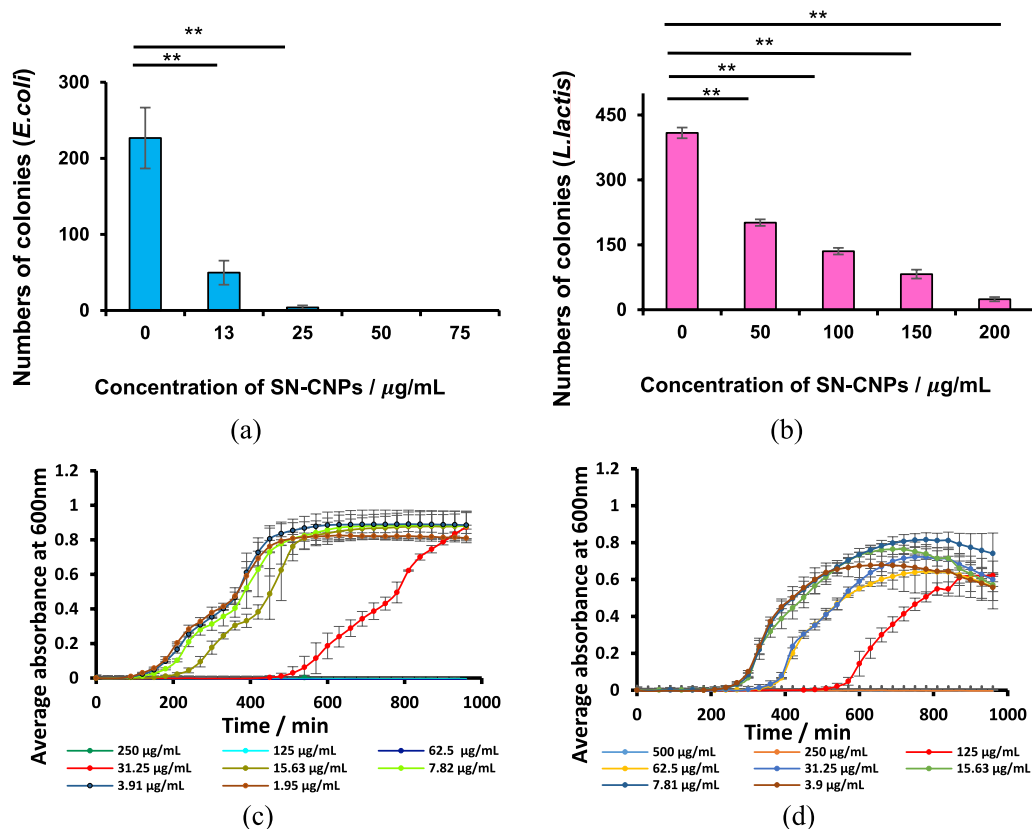 **
**
300
200
100
0
Numbers of colonies (E.coli)
0 13 25 50 75
Concentration of SN-CNPs / μg/mL
(a)
**
**
**
**
450
300
150
0
Numbers of colonies (L.lactis)
0 50 100 150 200
Concentration of SN-CNPs / μg/mL
(b)
1.2
1
0.8
0.6
0.4
0.2
0
Average absorbance at 600nm
0 200 400 600 800 1000
Time / min
250 μg/mL 125 μg/mL 62.5 μg/mL
31.25 μg/mL 15.63 μg/mL 7.82 μg/mL
3.91 μg/mL 1.95 μg/mL
(c)
1.2
1
0.8
0.6
0.4
0.2
0
Average absorbance at 600nm
0 200 400 600 800 1000
Time / min
500 μg/mL 250 μg/mL 125 μg/mL
62.5 μg/mL 31.25 μg/mL 15.63 μg/mL
7.81 μg/mL 3.9 μg/mL
(d)